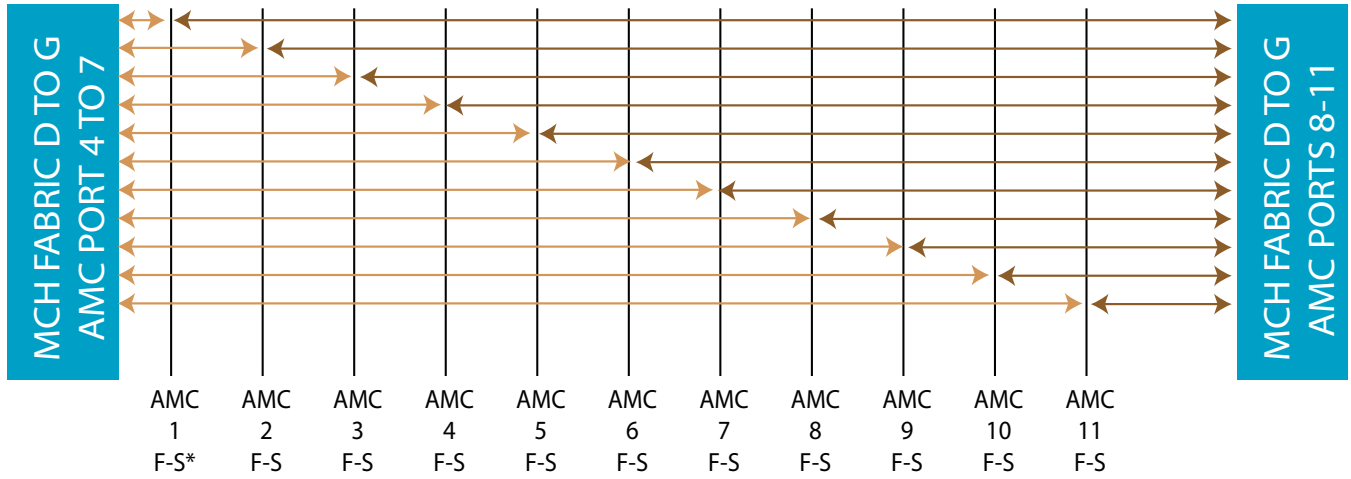 MCH FABRIC D TO G
AMC PORT 4 TO 7
MCH FABRIC D TO G
AMC PORTS 8-11
AMC AMC AMC AMC AMC AMC AMC AMC AMC AMC AMC
1 2 3 4 5 6 7 8 9 10 11
F-S* F-S F-S F-S F-S F-S F-S F-S F-S F-S F-S